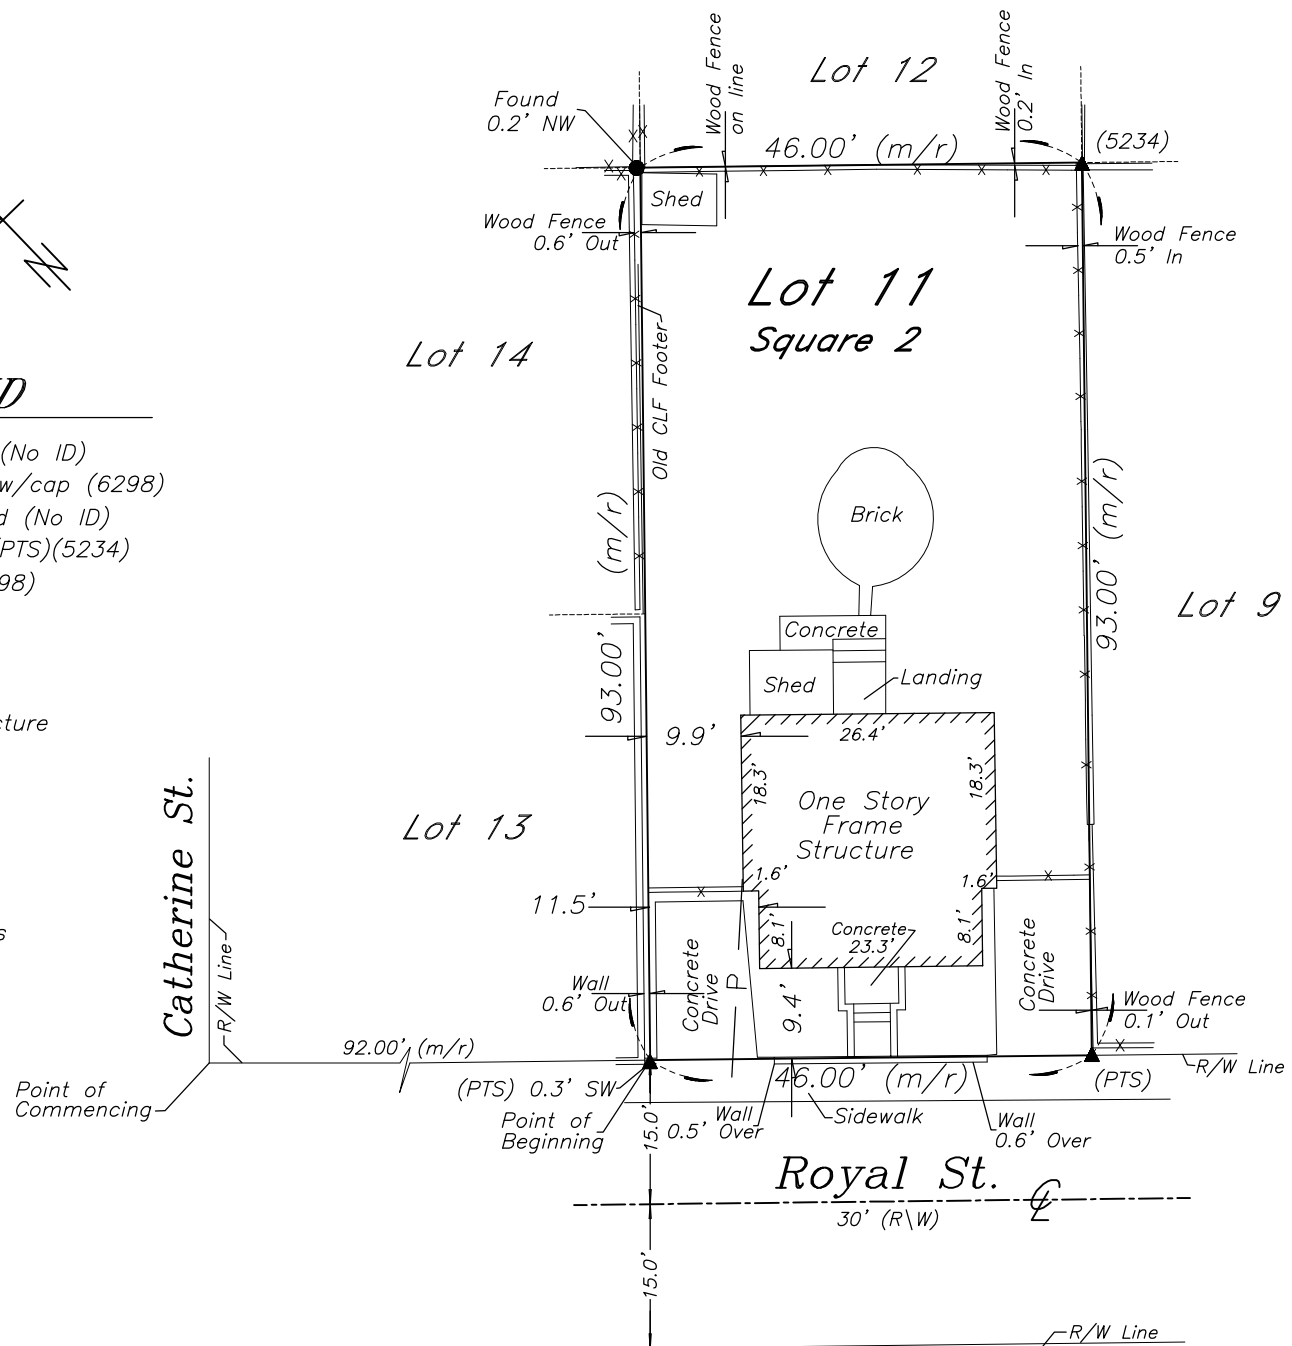 Lot 12
Wood Fence
on line
Wood Fence
0.2' In
Found
0.2' NW
46.00' (m/r)
(5234)
Shed
Wood Fence
0.6' Out
Wood Fence
0.5' In
N
Lot 11
Square 2
Lot 14
Old CLF Footer
D
(No ID)
w/cap (6298)
d (No ID)
PTS)(5234)
98)
93.00' (m/r)
Brick
93.00' (m/r)
Lot 9
Concrete
Shed
Landing
cture
9.9'
26.4'
18.3'
18.3'
One Story
Frame
Structure
Lot 13
Catherine St.
1.6'
1.6'
11.5'
8.1'
8.1'
Concrete
23.3'
s
R/W Line
Wall
0.6' Out
Concrete
Drive
P
9.4'
Concrete
Drive
Wood Fence
0.1' Out
92.00' (m/r)
(PTS) 0.3' SW
46.00' (m/r)
(PTS)
R/W Line
Point of
Commencing
Point of
Beginning
15.0'
Wall
0.5' Over
Sidewalk
Wall
0.6' Over
Royal St.
CL
30' (R\W)
15.0'
R/W Line